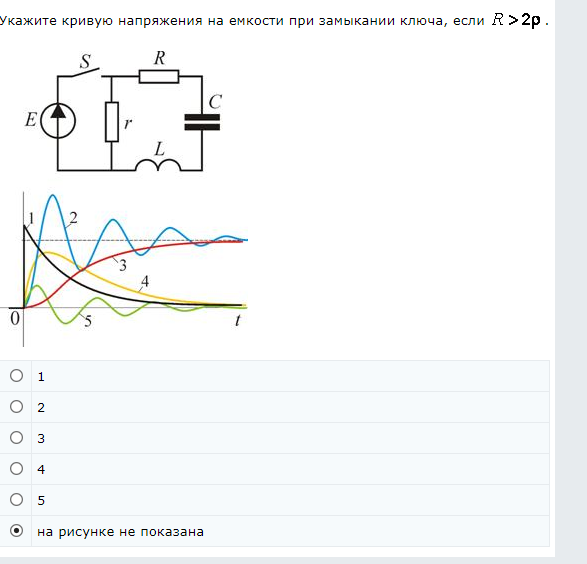 Укажите кривую напряжения на емкости при замыкании ключа, если R > 2ρ .
S R
E r C
L
1 2
3
4
0 5 t
1
2
3
4
5
на рисунке не показана